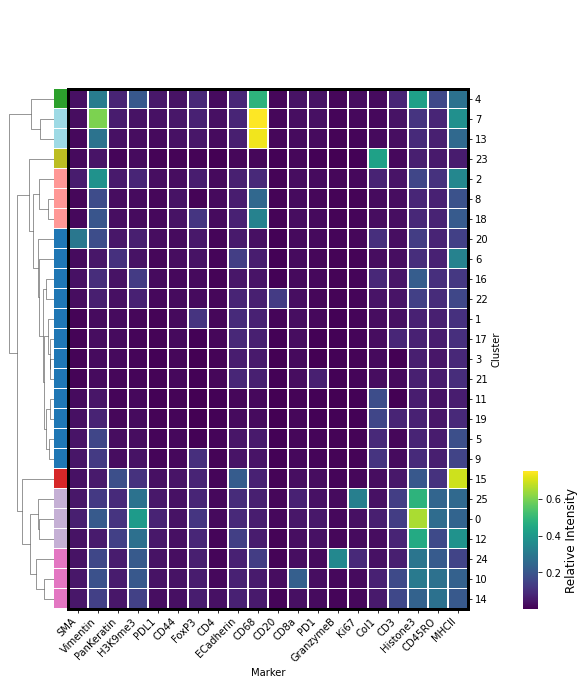 4
7
13
23
2
8
18
20
6
16
22
1
17
3
21
11
19
5
9
15
25
0
12
24
10
14
Cluster
SMA
Vimentin
PanKeratin
H3K9me3
PDL1
CD44
FoxP3
CD4
ECadherin
CD68
CD20
CD8a
PD1
GranzymeB
Ki67
Col1
CD3
Histone3
CD45RO
MHCII
Marker
0.6
0.4
0.2
Relative Intensity